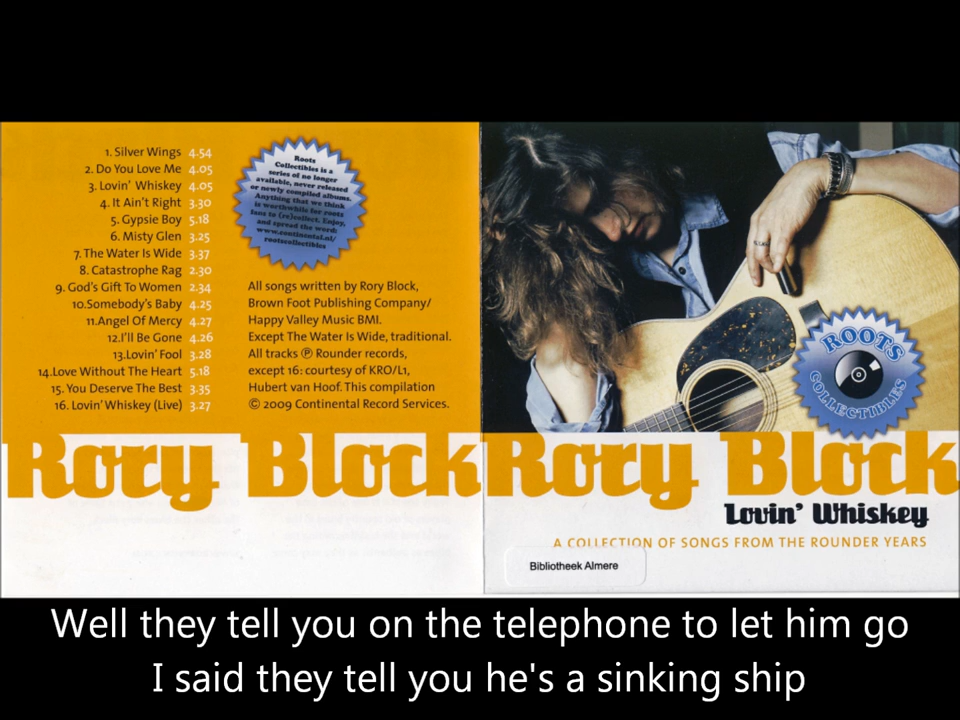 1. Silver Wings 4.54
2. Do You Love Me 4.05
3. Lovin' Whiskey 4.05
4. It Ain't Right 3.30
5. Gypsie Boy 5.18
6. Misty Glen 3.25
7. The Water Is Wide 3.37
8. Catastrophe Rag 2.30
9. God's Gift To Women 2.34
10.Somebody's Baby 4.25
11.Angel Of Mercy 4.27
12.I'll Be Gone 4.26
13.Lovin' Fool 3.28
14.Love Without The Heart 5.18
15. You Deserve The Best 3.35
16. Lovin' Whiskey (Live) 3.27
Roots
Collectibles is a
series of no longer
available, never released
or newly compiled albums.
Anything that we think
is worthwhile for roots
fans to (re)collect. Enjoy,
and spread the word:
www.continental.nl/
rootscollectibles
All songs written by Rory Block,
Brown Foot Publishing Company/
Happy Valley Music BMI.
Except The Water Is Wide, traditional.
All tracks ℗ Rounder records,
except 16: courtesy of KRO/L1,
Hubert van Hoof. This compilation
© 2009 Continental Record Services.
Rory Block
ROOTS
COLLECTIBLES
Rory Block
Lovin' Whiskey
A COLLECTION OF SONGS FROM THE ROUNDER YEARS
Bibliotheek Almere
Well they tell you on the telephone to let him go
I said they tell you he's a sinking ship